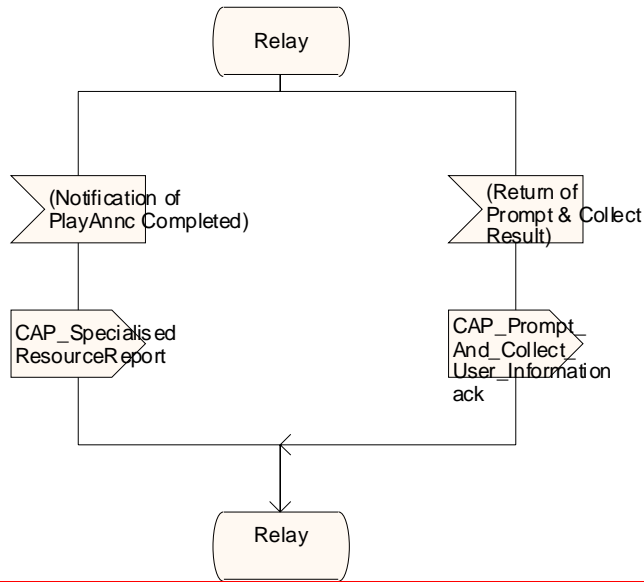 Relay
(Notification of
PlayAnnc Completed)
(Return of
Prompt & Collect
Result)
CAP_Specialised
ResourceReport
CAP_Prompt_
And_Collect_
User_Information
ack
Relay